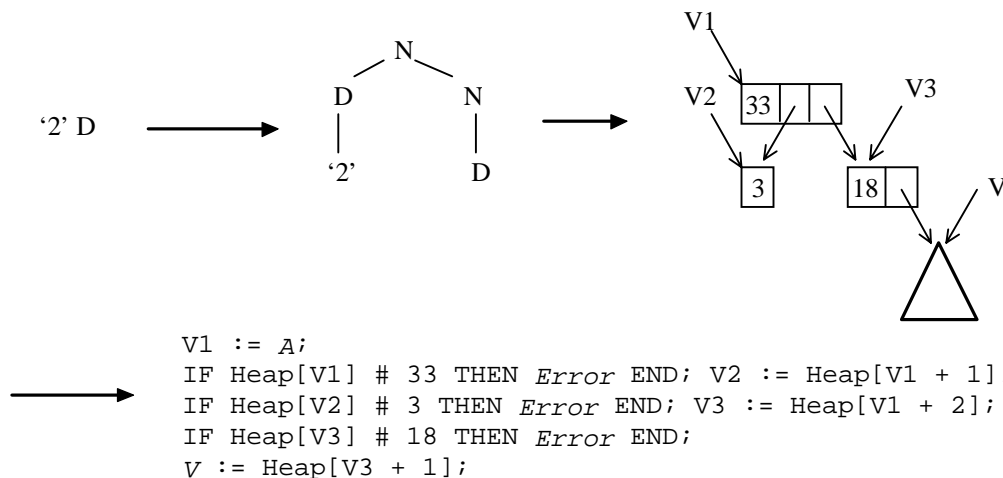 N
D N
‘2’ D
‘2’ D
V1
V2 33 V3
3 18 V
V1 := A;
IF Heap[V1] # 33 THEN Error END; V2 := Heap[V1 + 1]
IF Heap[V2] # 3 THEN Error END; V3 := Heap[V1 + 2];
IF Heap[V3] # 18 THEN Error END;
V := Heap[V3 + 1];